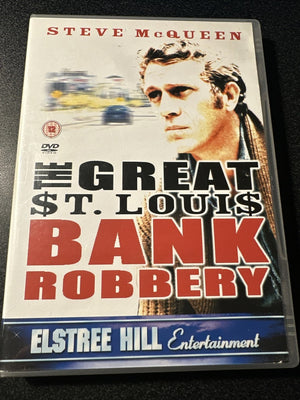 STEVE McQUEEN
12
DVD
THE GREAT
$T. LOUI$
BANK
ROBBERY
ELSTREE HILL Entertainment